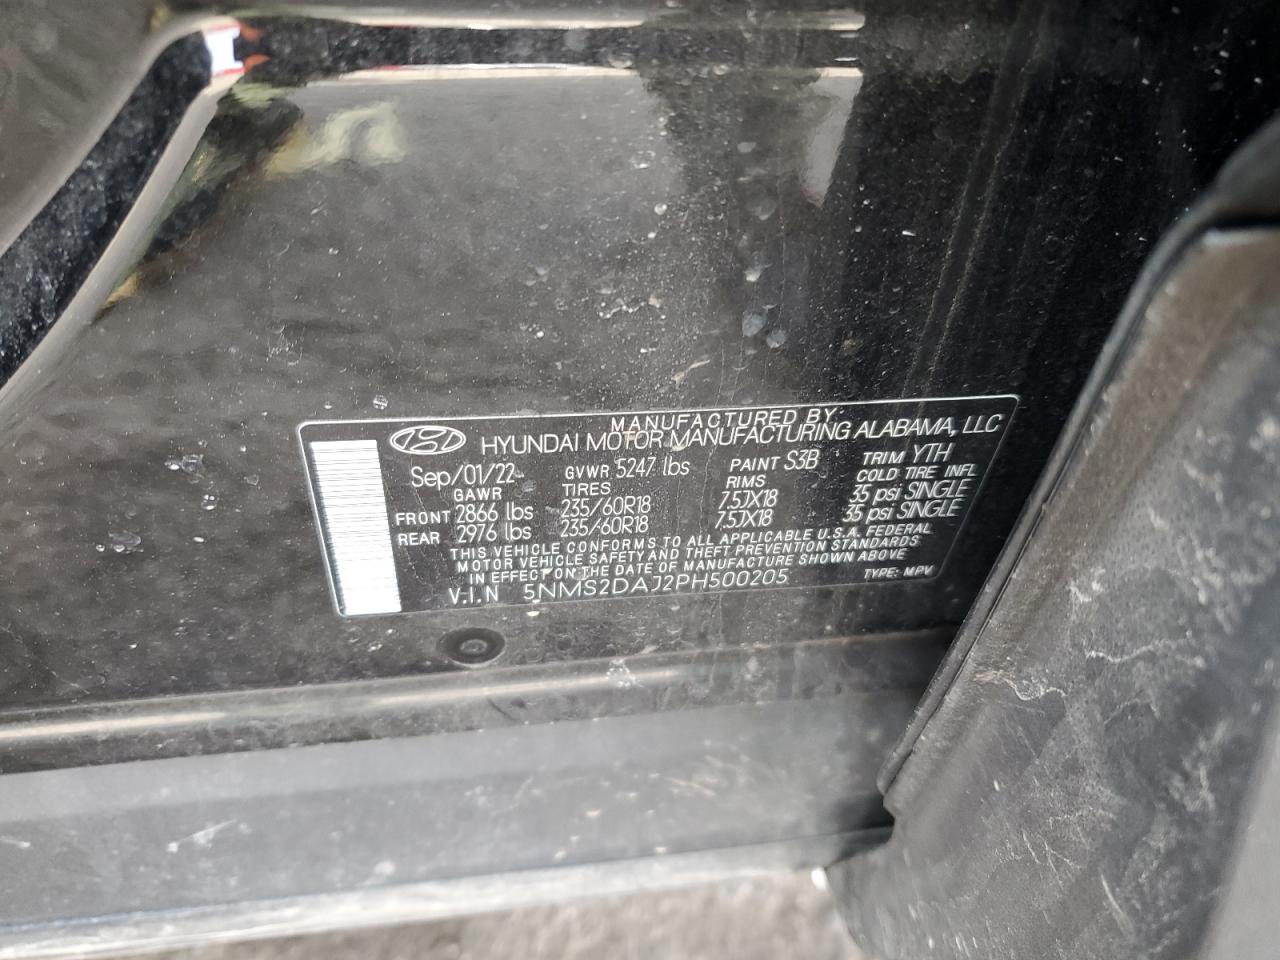 MANUFACTURED BY:
HYUNDAI MOTOR MANUFACTURING ALABAMA, LLC
Sep/01/22 GVWR 5247 lbs PAINT S3B TRIM YTH
GAWR TIRES RIMS COLD TIRE INFL
FRONT 2866 lbs 235/60R18 7.5JX18 35 psi SINGLE
REAR 2976 lbs 235/60R18 7.5JX18 35 psi SINGLE
THIS VEHICLE CONFORMS TO ALL APPLICABLE U.S.A. FEDERAL
MOTOR VEHICLE SAFETY AND THEFT PREVENTION STANDARDS
IN EFFECT ON THE DATE OF MANUFACTURE SHOWN ABOVE
V.I.N 5NMS2DAJ2PH500205 TYPE: MPV